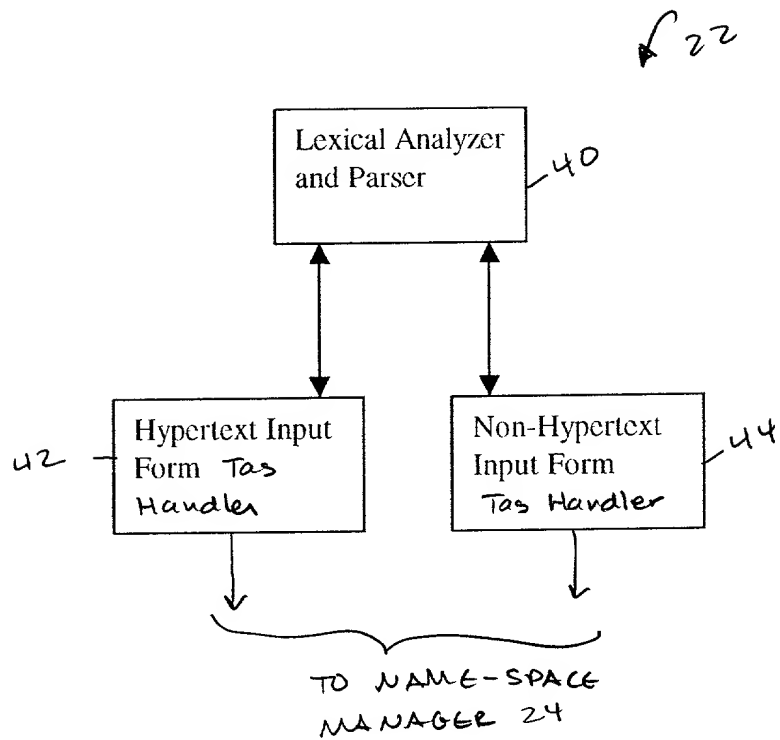 22
Lexical Analyzer
and Parser
40
Hypertext Input
Form Tag
Handler
42
Non-Hypertext
Input Form
Tag Handler
44
TO NAME-SPACE
MANAGER 24